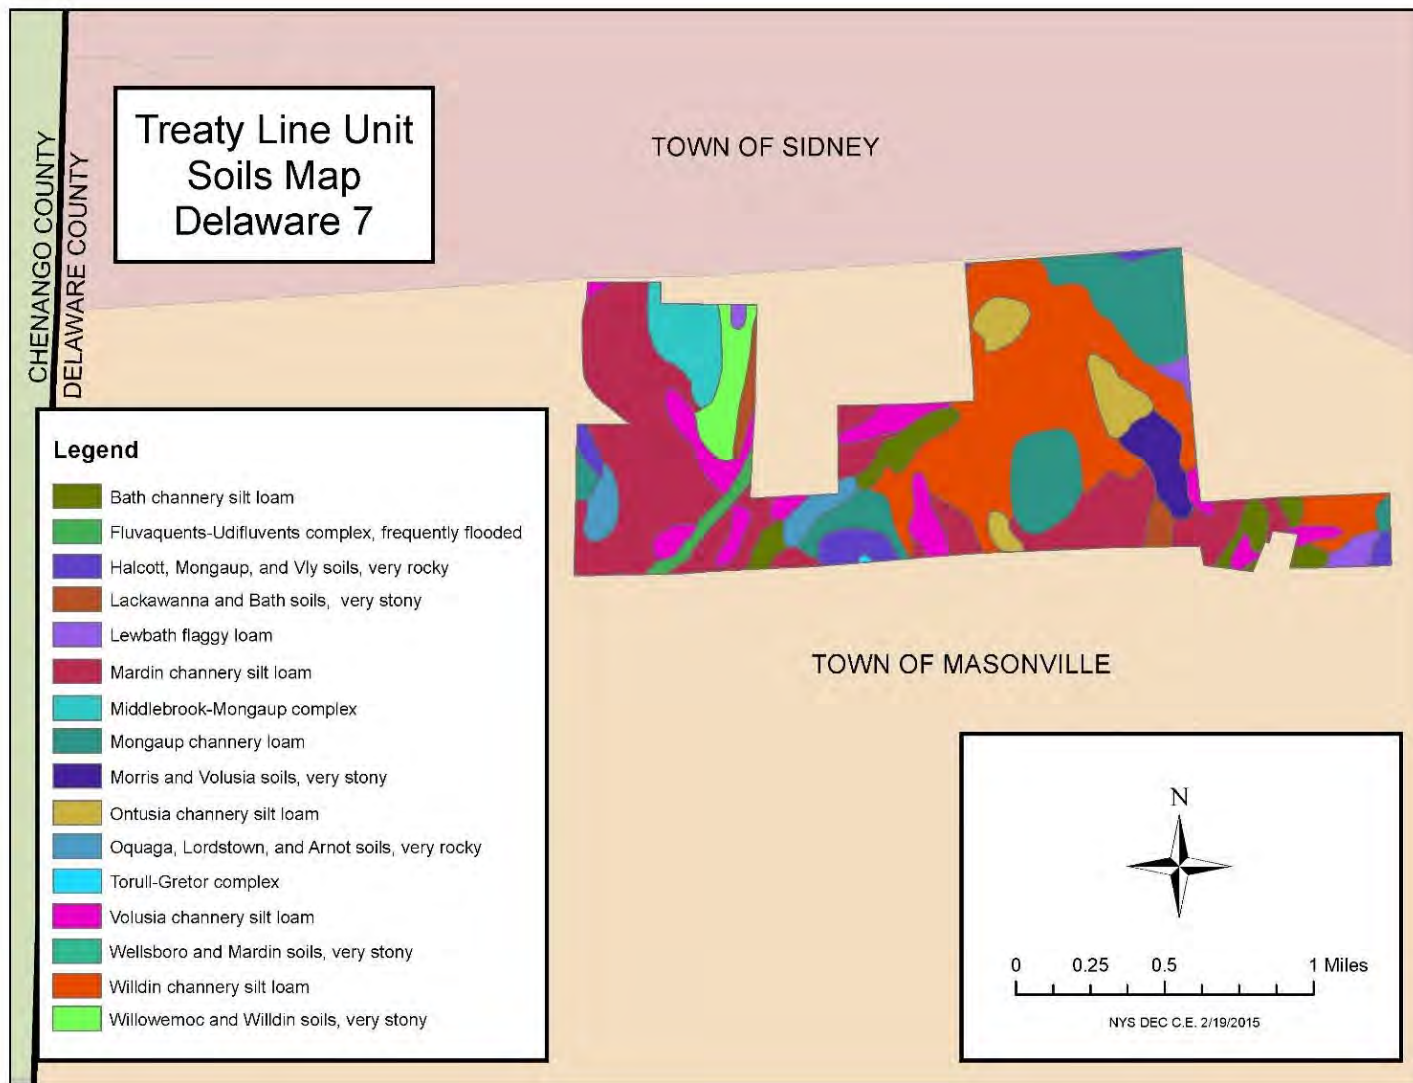 Treaty Line Unit
Soils Map
Delaware 7
TOWN OF SIDNEY
CHENANGO COUNTY
DELAWARE COUNTY
Legend
Bath channery silt loam
Fluvaquents-Udifluvents complex, frequently flooded
Halcott, Mongaup, and Vly soils, very rocky
Lackawanna and Bath soils, very stony
Lewbath flaggy loam
Mardin channery silt loam
Middlebrook-Mongaup complex
Mongaup channery loam
Morris and Volusia soils, very stony
Ontusia channery silt loam
Oquaga, Lordstown, and Arnot soils, very rocky
Torull-Gretor complex
Volusia channery silt loam
Wellsboro and Mardin soils, very stony
Willdin channery silt loam
Willowemoc and Willdin soils, very stony
TOWN OF MASONVILLE
N
0 0.25 0.5 1 Miles
NYS DEC C.E. 2/19/2015